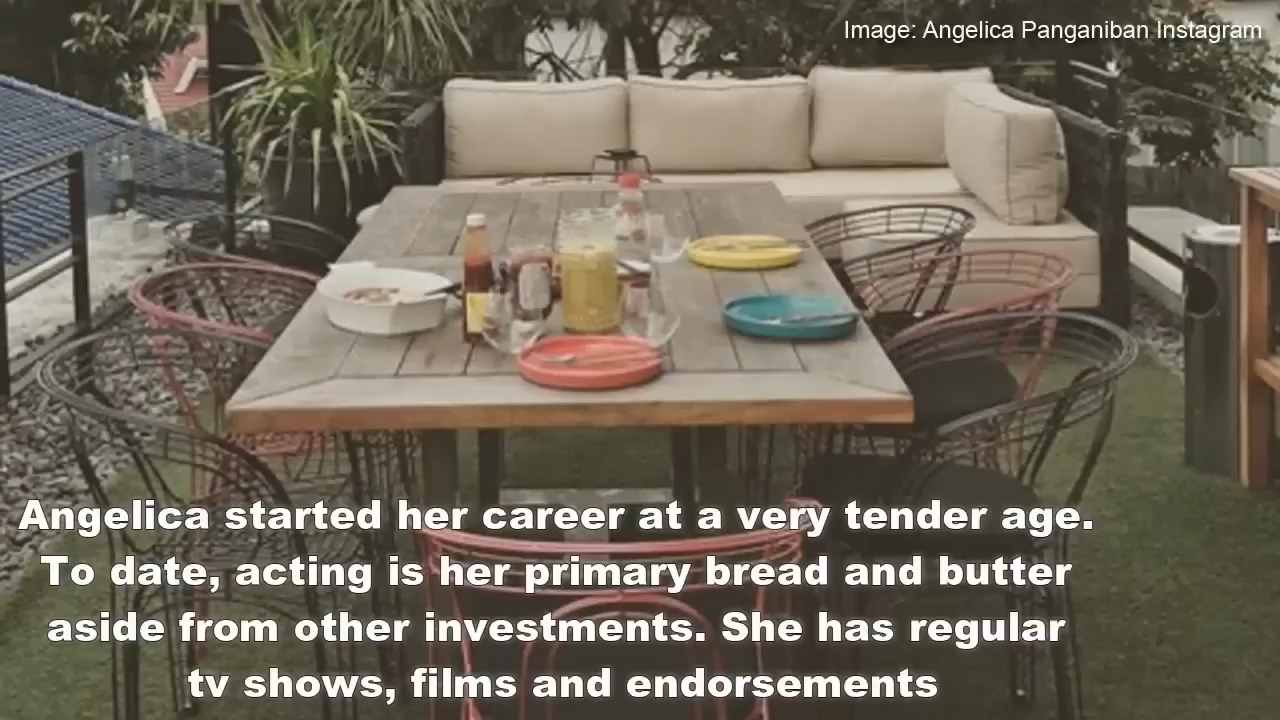 Image: Angelica Panganiban Instagram
Angelica started her career at a very tender age.
To date, acting is her primary bread and butter
aside from other investments. She has regular
tv shows, films and endorsements